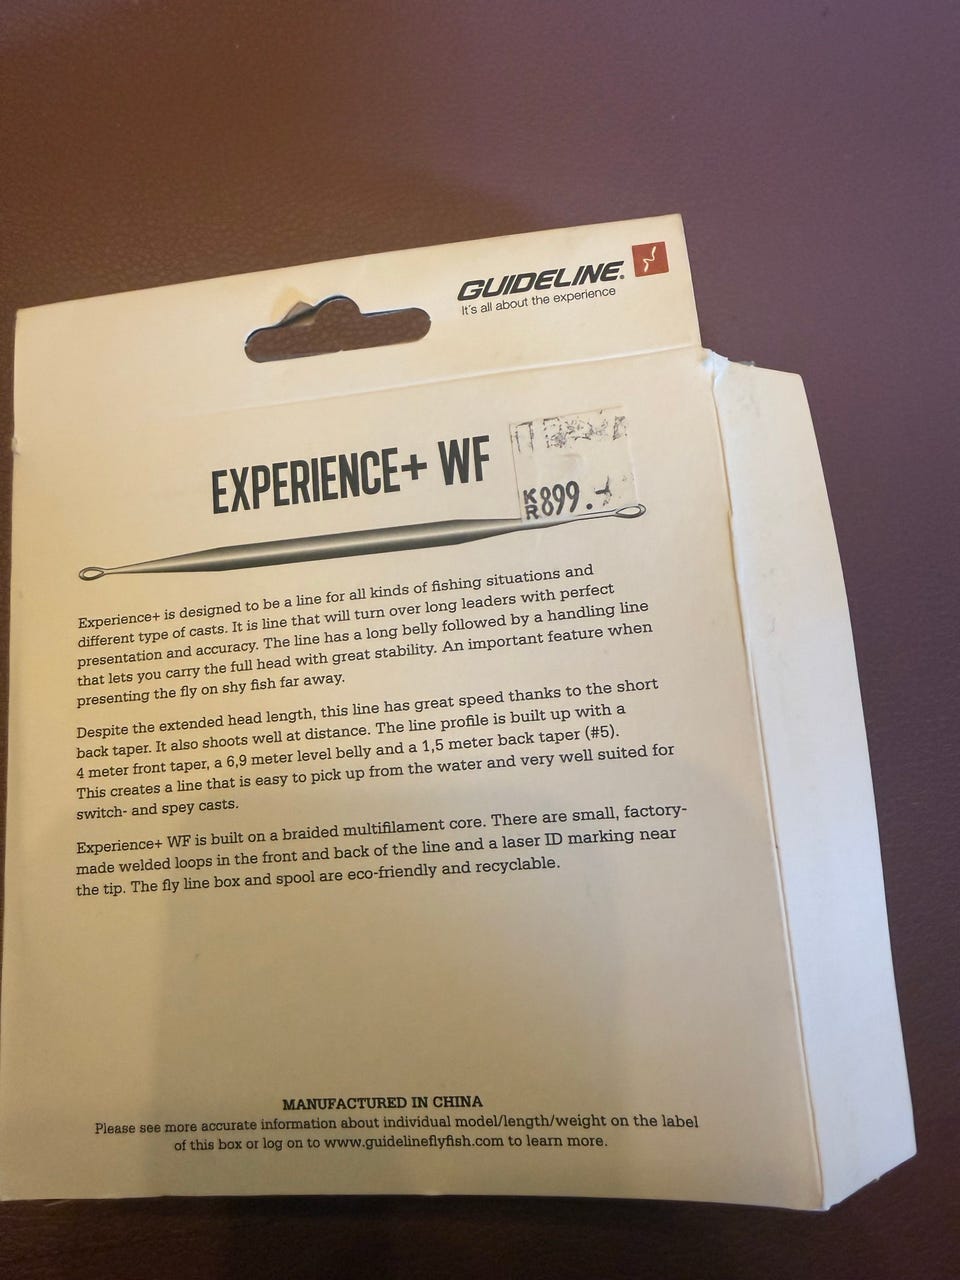 GUIDELINE®
It's all about the experience
EXPERIENCE+ WF
KR 899.-
Experience+ is designed to be a line for all kinds of fishing situations and
different type of casts. It is line that will turn over long leaders with perfect
presentation and accuracy. The line has a long belly followed by a handling line
that lets you carry the full head with great stability. An important feature when
presenting the fly on shy fish far away.
Despite the extended head length, this line has great speed thanks to the short
back taper. It also shoots well at distance. The line profile is built up with a
4 meter front taper, a 6,9 meter level belly and a 1,5 meter back taper (#5).
This creates a line that is easy to pick up from the water and very well suited for
switch- and spey casts.
Experience+ WF is built on a braided multifilament core. There are small, factory-
made welded loops in the front and back of the line and a laser ID marking near
the tip. The fly line box and spool are eco-friendly and recyclable.
MANUFACTURED IN CHINA
Please see more accurate information about individual model/length/weight on the label
of this box or log on to www.guidelineflyfish.com to learn more.